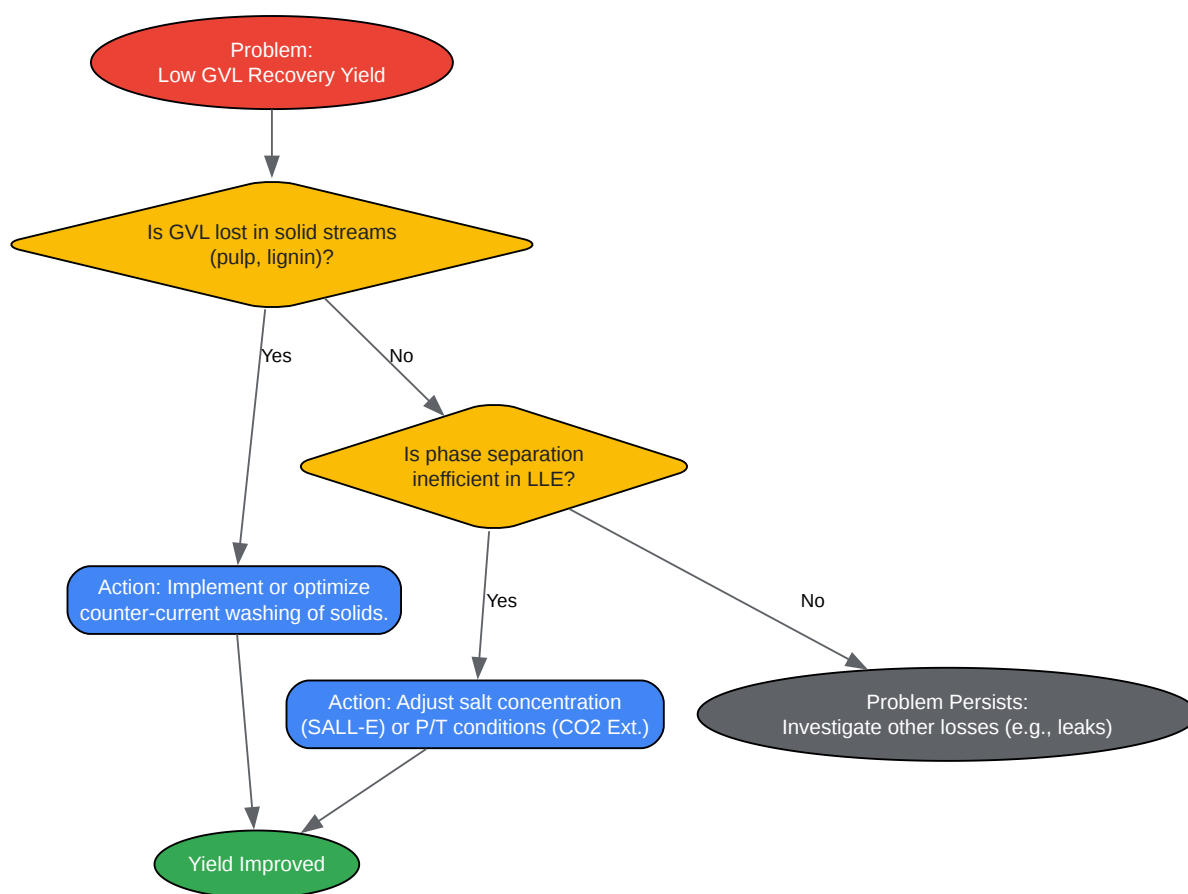 Problem:
Low GVL Recovery Yield
Is GVL lost in solid streams
(pulp, lignin)?
Yes
No
Is phase separation
inefficient in LLE?
Action: Implement or optimize
counter-current washing of solids.
Yes
No
Action: Adjust salt concentration
(SALL-E) or P/T conditions (CO2 Ext.)
Problem Persists:
Investigate other losses (e.g., leaks)
Yield Improved